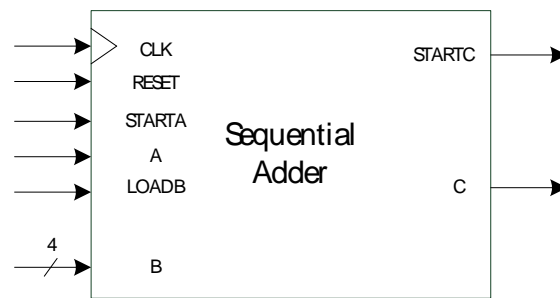 CLK
STARTC
RESET
STARTA
Sequential
Adder
A
LOADB
C
4
B